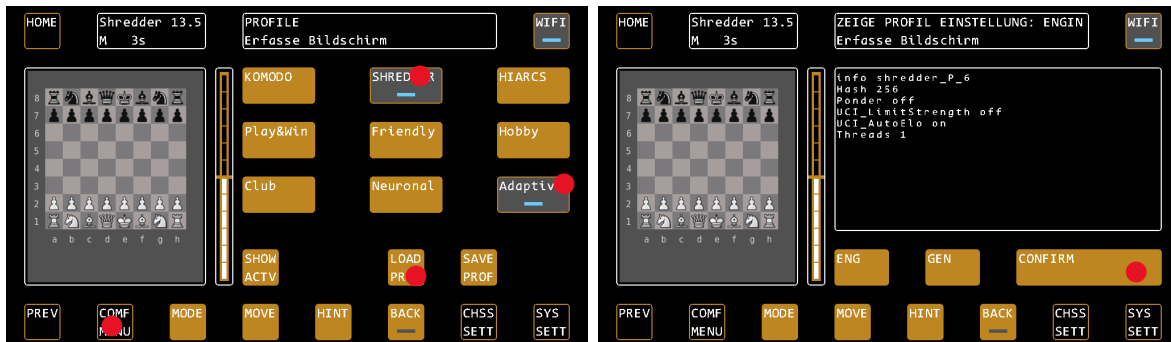 HOME
Shredder 13.5
M 3s
PROFILE
Erfasse Bildschirm
WIFI
8
7
6
5
4
3
2
1
a b c d e f g h
KOMODO
HIARCS
Play&Win
Friendly
Hobby
Club
Neuronal
SHOW
ACTV
LOAD
SAVE
PROF
PREV
MODE
MOVE
HINT
BACK
CHSS
SETT
SYS
SETT
HOME
Shredder 13.5
M 3s
ZEIGE PROFIL EINSTELLUNG: ENGIN
Erfasse Bildschirm
WIFI
8
7
6
5
4
3
2
1
a b c d e f g h
info shredder_P_6
Hash 256
Ponder off
UCI_LimitStrength off
UCI_AutoElo on
Threads 1
ENG
GEN
CONFIRM
PREV
COMF
MENU
MODE
MOVE
HINT
BACK
CHSS
SETT
SYS
SETT